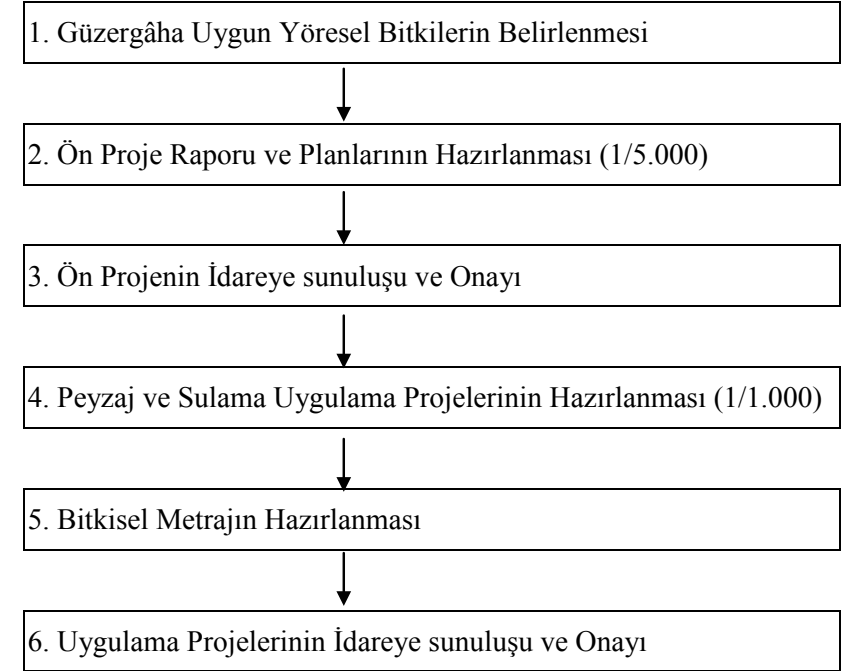 1. Güzergâha Uygun Yöresel Bitkilerin Belirlenmesi
2. Ön Proje Raporu ve Planlarının Hazırlanması (1/5.000)
3. Ön Projenin İdareye sunuluşu ve Onayı
4. Peyzaj ve Sulama Uygulama Projelerinin Hazırlanması (1/1.000)
5. Bitkisel Metrajın Hazırlanması
6. Uygulama Projelerinin İdareye sunuluşu ve Onayı